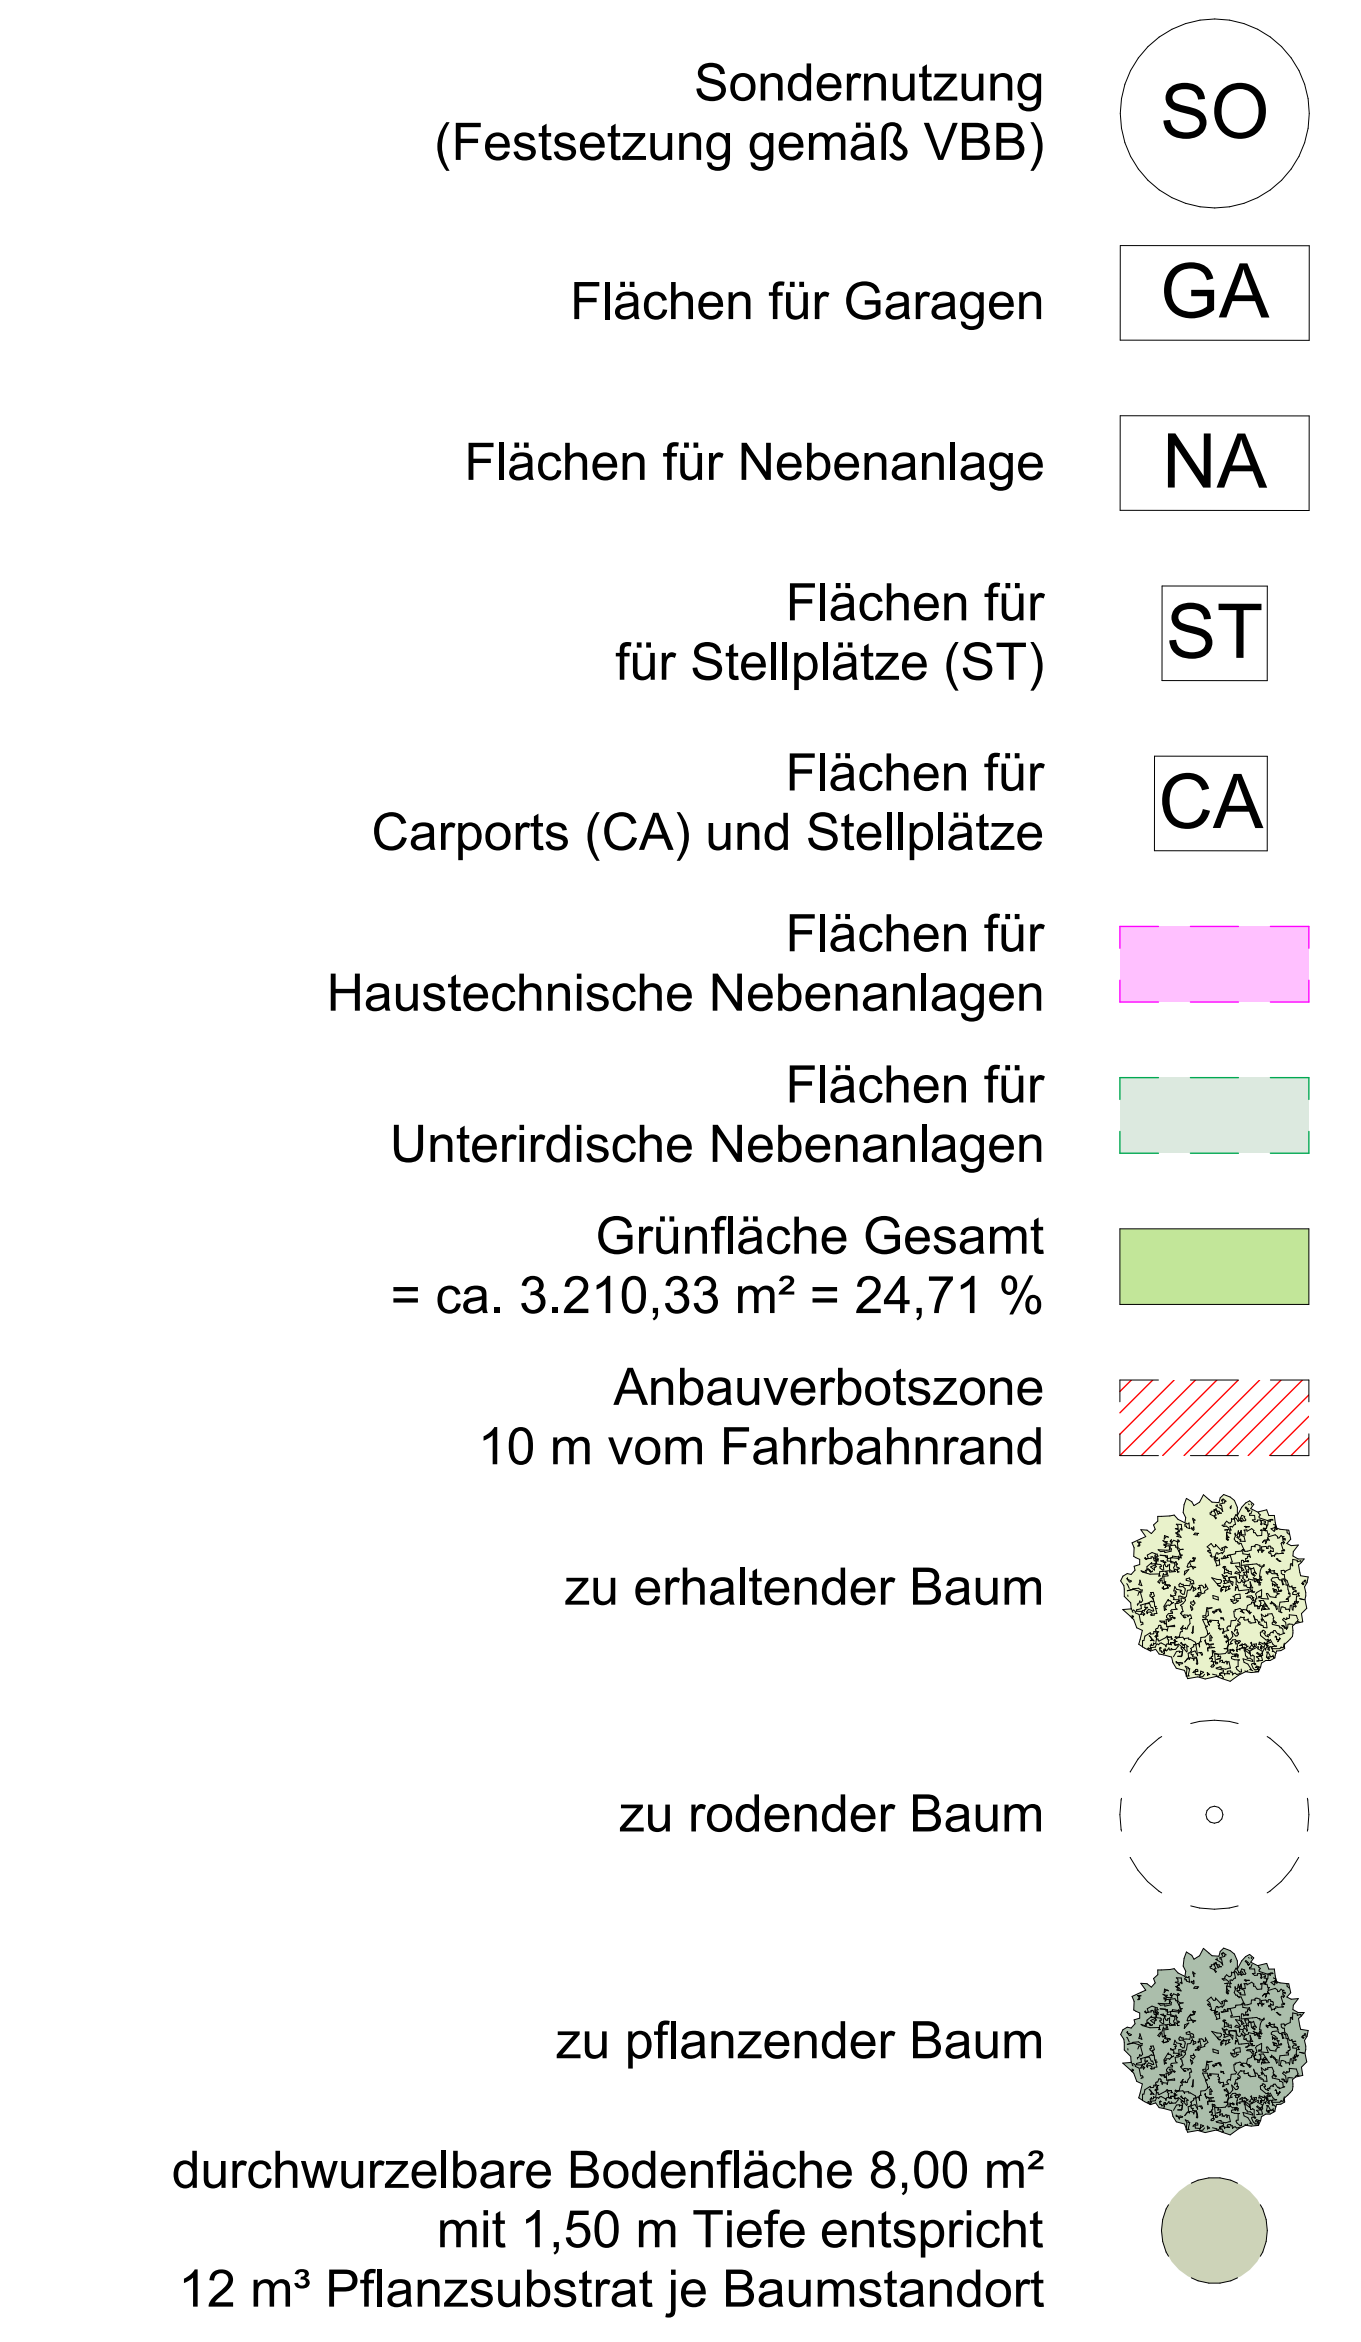 Sondernutzung
(Festsetzung gemäß VBB)
SO
Flächen für Garagen
GA
Flächen für Nebenanlage
NA
Flächen für
für Stellplätze (ST)
ST
Flächen für
Carports (CA) und Stellplätze
CA
Flächen für
Haustechnische Nebenanlagen
Flächen für
Unterirdische Nebenanlagen
Grünfläche Gesamt
= ca. 3.210,33 m² = 24,71 %
Anbauverbotszone
10 m vom Fahrbahnrand
zu erhaltender Baum
zu rodender Baum
zu pflanzender Baum
durchwurzelbare Bodenfläche 8,00 m²
mit 1,50 m Tiefe entspricht
12 m³ Pflanzsubstrat je Baumstandort